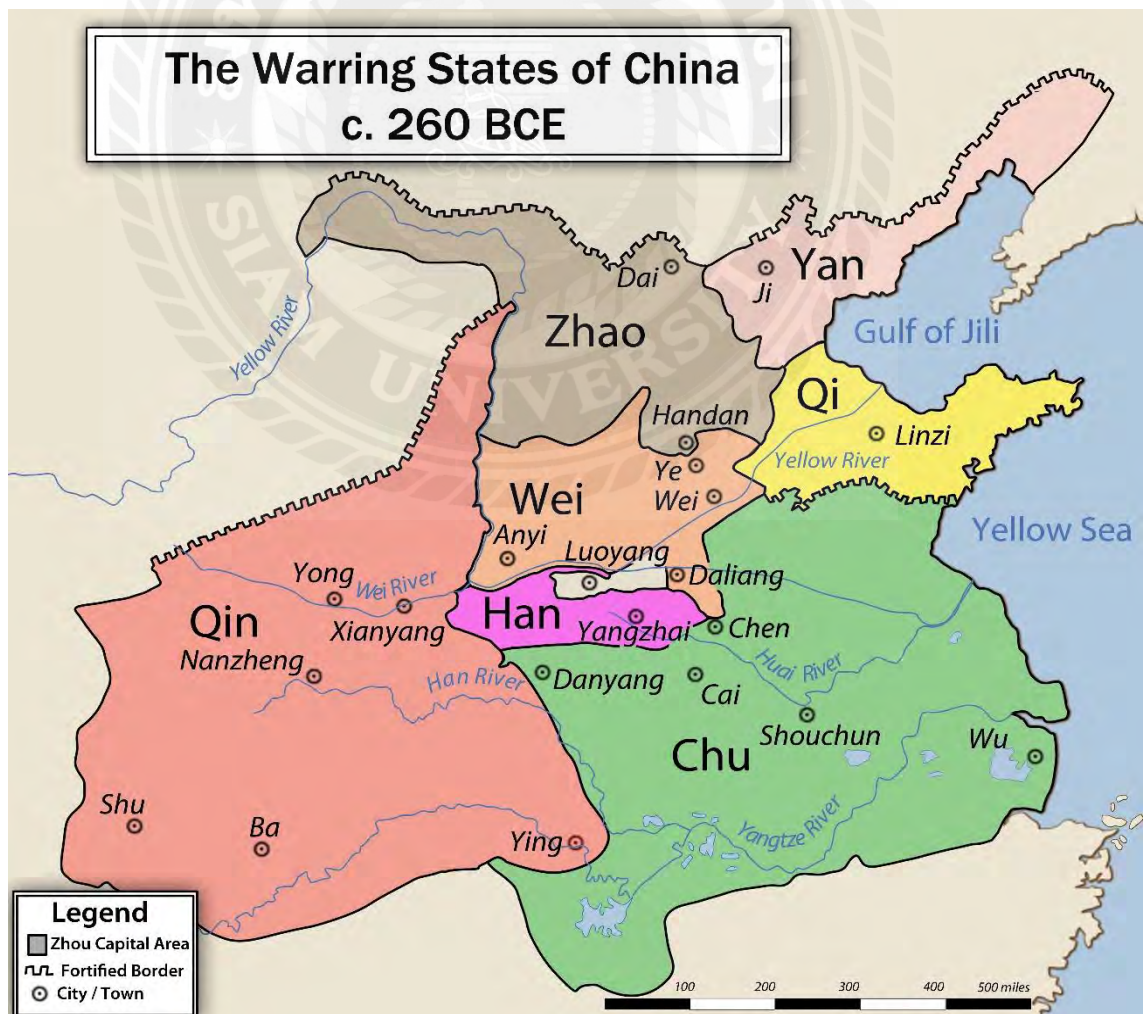 The Warring States of China
c. 260 BCE
SIAM UNIVERSITY
Yan
Dai
Ji
Yellow River
Zhao
Gulf of Jili
Qi
Handan
Linzi
Ye
Yellow River
Wei
Wei
Yellow Sea
Anyi
Luoyang
Daliang
Yong
Wei River
Han
Qin
Xianyang
Yangzhai
Chen
Nanzheng
Huai River
Han River
Danyang
Cai
Shouchun
Chu
Wu
Shu
Ba
Ying
Yangtze River
Legend
Zhou Capital Area
Fortified Border
City / Town
100 200 300 400 500 miles